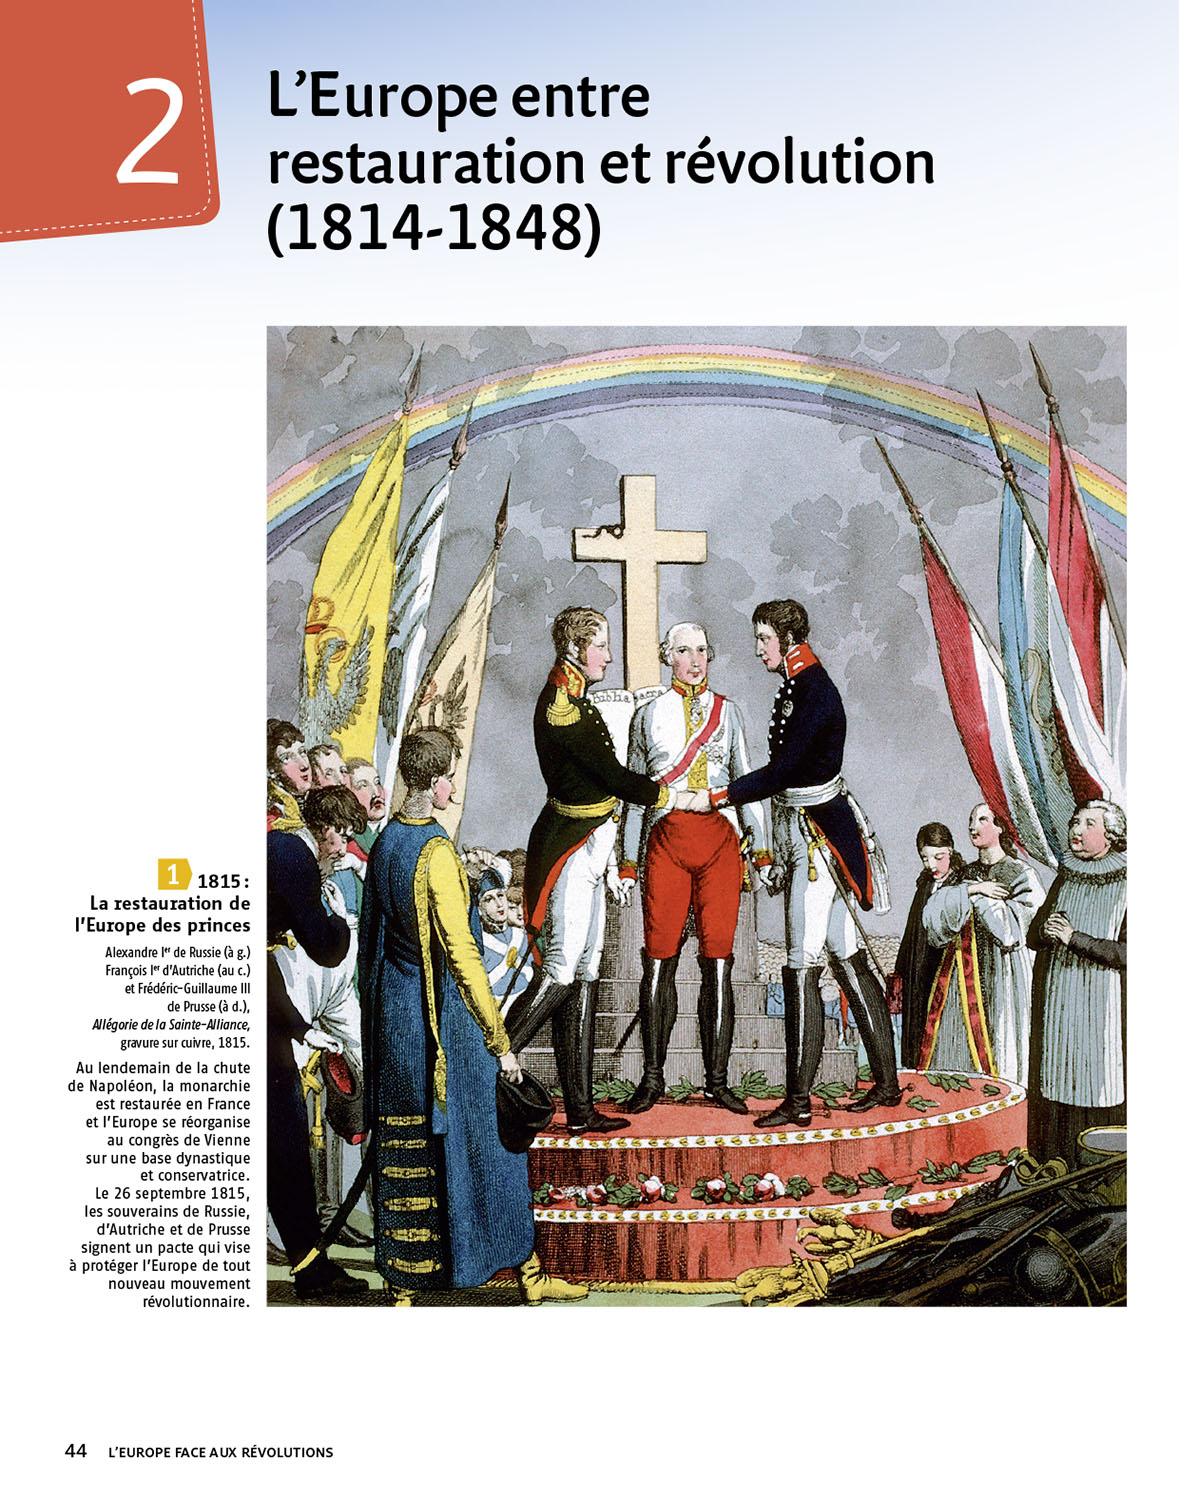 2
L’Europe entre
restauration et révolution
(1814-1848)
Biblia sacra
1 1815 :
La restauration de
l’Europe des princes
Alexandre Ier de Russie (à g.)
François Ier d’Autriche (au c.)
et Frédéric-Guillaume III
de Prusse (à d.),
Allégorie de la Sainte-Alliance,
gravure sur cuivre, 1815.
Au lendemain de la chute
de Napoléon, la monarchie
est restaurée en France
et l’Europe se réorganise
au congrès de Vienne
sur une base dynastique
et conservatrice.
Le 26 septembre 1815,
les souverains de Russie,
d’Autriche et de Prusse
signent un pacte qui vise
à protéger l’Europe de tout
nouveau mouvement
révolutionnaire.
44 L’EUROPE FACE AUX RÉVOLUTIONS